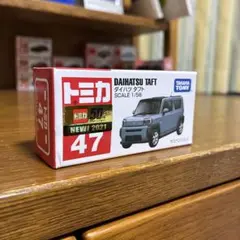 トミカ
DAIHATSU TAFT
ダイハツ タフト
SCALE 1/58
TAKARA
TOMY
50th
NEW! 2021
47